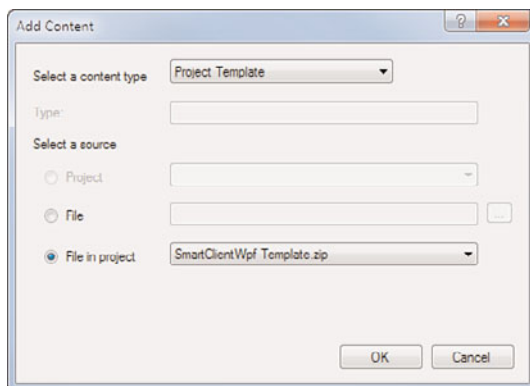 Add Content
Select a content type
Project Template
Type:
Select a source
Project
File
...
File in project
SmartClientWpf Template.zip
OK
Cancel